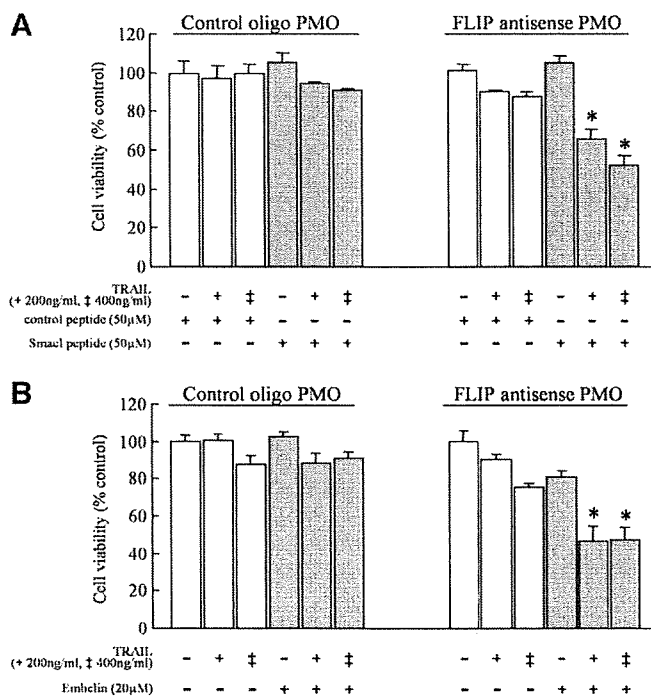 A
Control oligo PMO FLIP antisense PMO
Cell viability (% control)
120
100
80
60
40
20
0
* *
TRAIL
(+ 200ng/ml, ‡ 400ng/ml) - + ‡ - + ‡ - + ‡ - + ‡
control peptide (50μM) + + + - - - + + + - - -
Smacl peptide (50μM) - - - + + + - - - + + +
B
Control oligo PMO FLIP antisense PMO
Cell viability (% control)
120
100
80
60
40
20
0
* *
TRAIL
(+ 200ng/ml, ‡ 400ng/ml) - + ‡ - + ‡ - + ‡ - + ‡
Embelin (20μM) - - - + + + - - - + + +